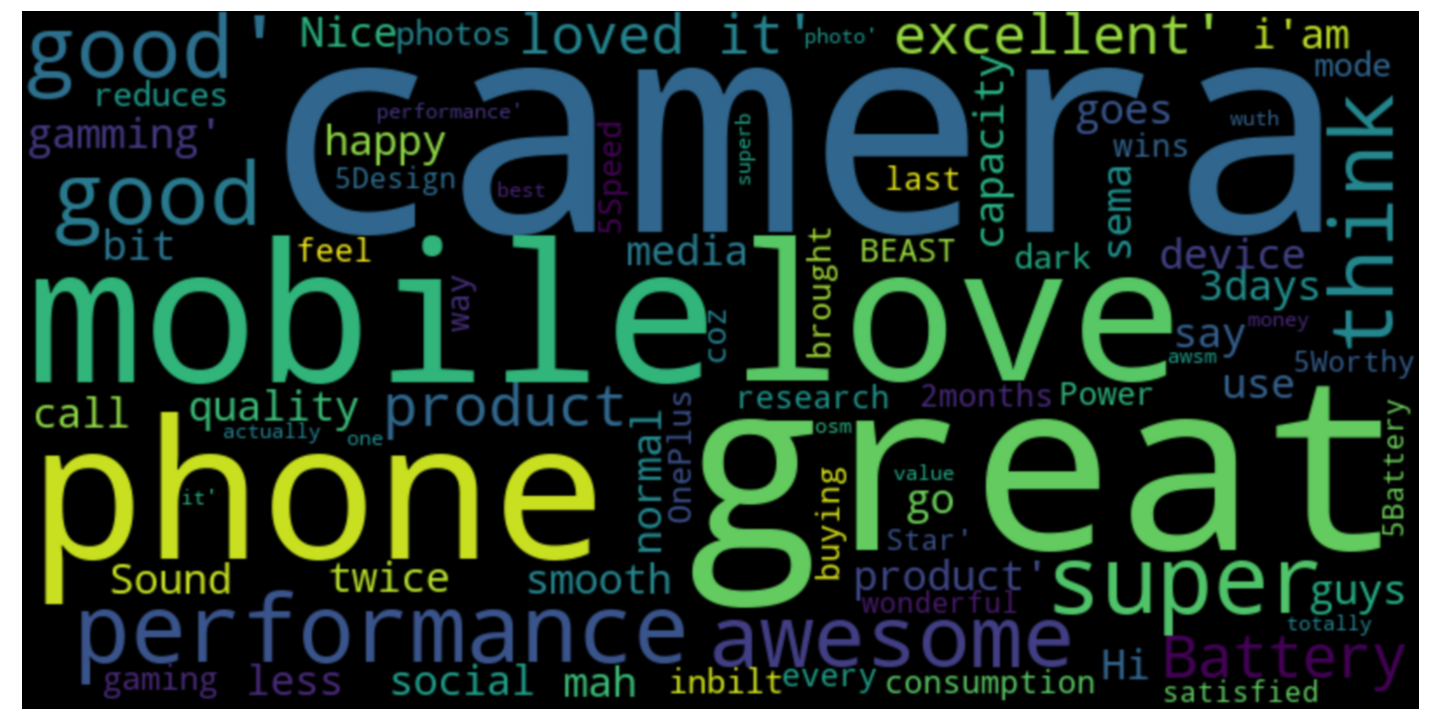 good' Nice photos loved it' photo' excellent' i'am
reduces camera mode
gamming' performance' happy 5Speed superb capacity goes wuth think
good 5Design best last wins sema
bit feel media brought BEAST dark device
mobile love 3days
way coz say money
awsm 5Worthy
call quality product research 2months Power use
actually one normal OnePlus osm great 5Battery
phone it' buying value go
Star'
Sound twice smooth product' super guys
performance wonderful awesome totally
gaming less social mah inbilt every consumption Hi Battery
satisfied